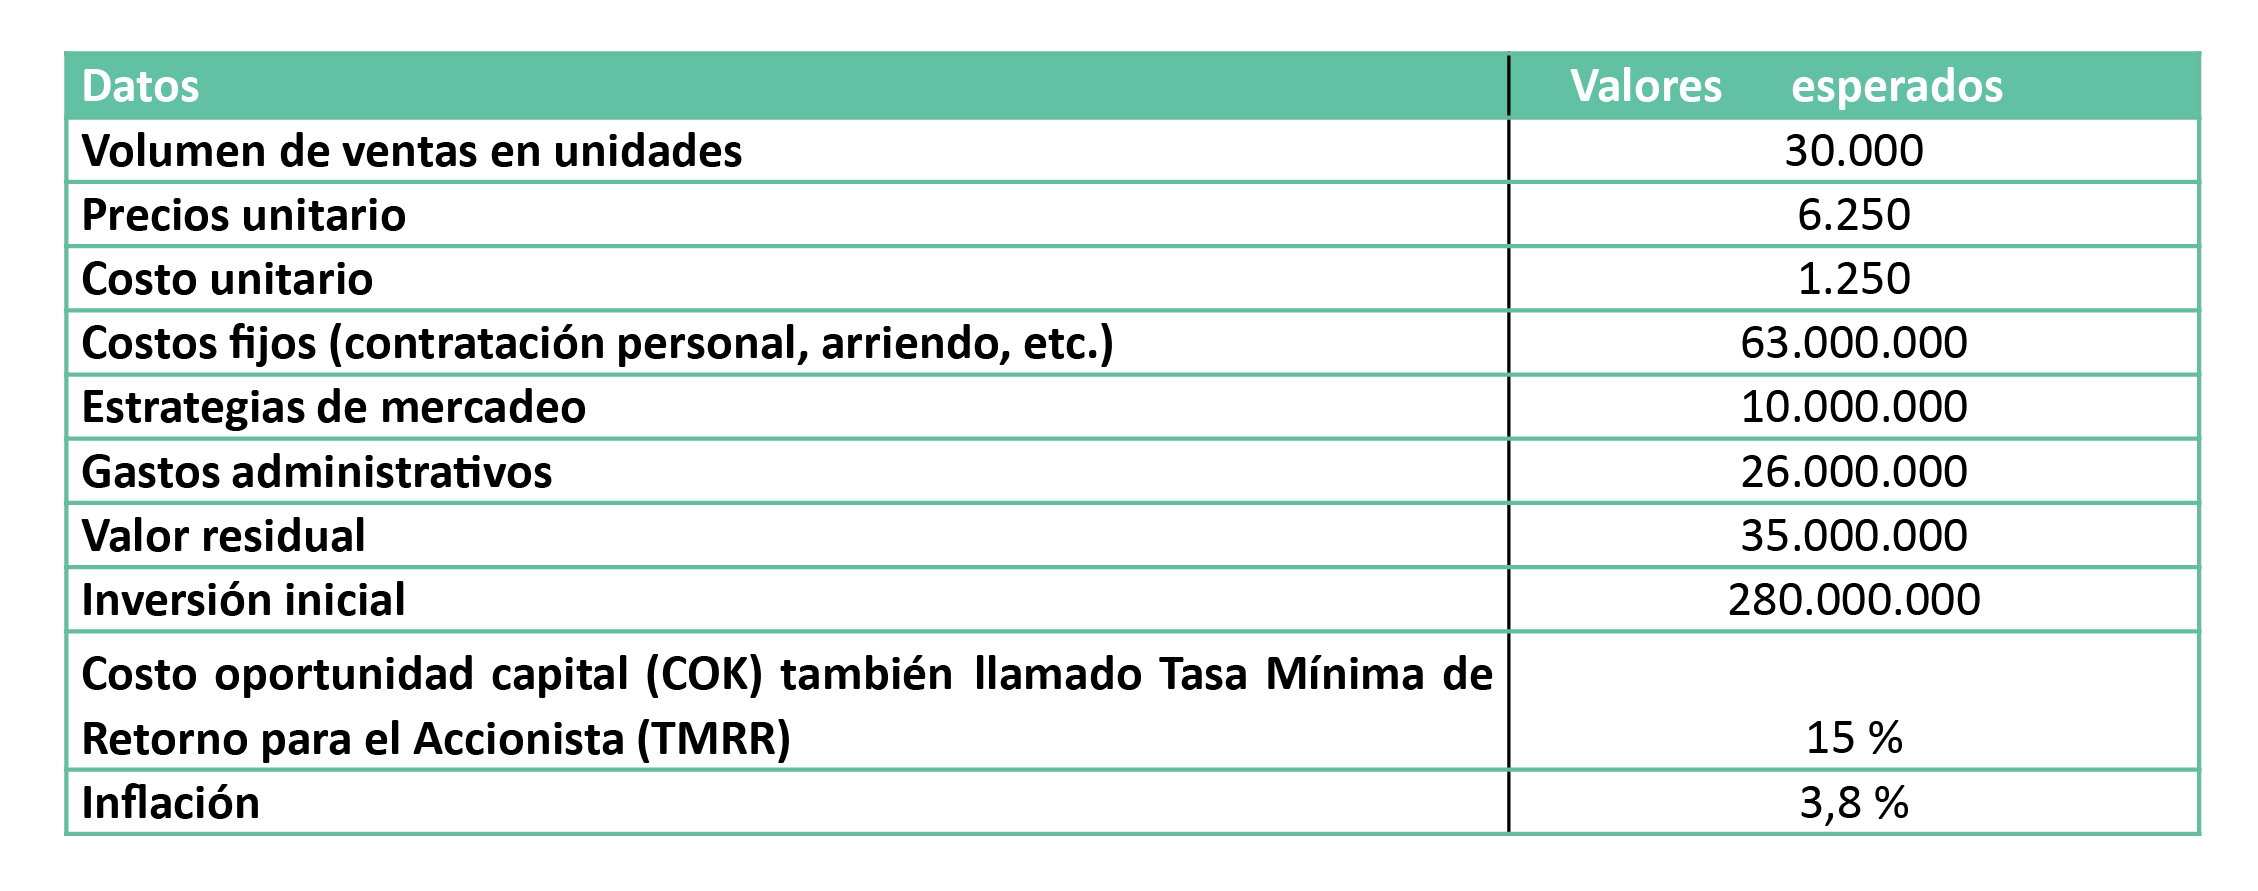 Datos Valores esperados
Volumen de ventas en unidades 30.000
Precios unitario 6.250
Costo unitario 1.250
Costos fijos (contratación personal, arriendo, etc.) 63.000.000
Estrategias de mercadeo 10.000.000
Gastos administrativos 26.000.000
Valor residual 35.000.000
Inversión inicial 280.000.000
Costo oportunidad capital (COK) también llamado Tasa Mínima de
Retorno para el Accionista (TMRR) 15 %
Inflación 3,8 %